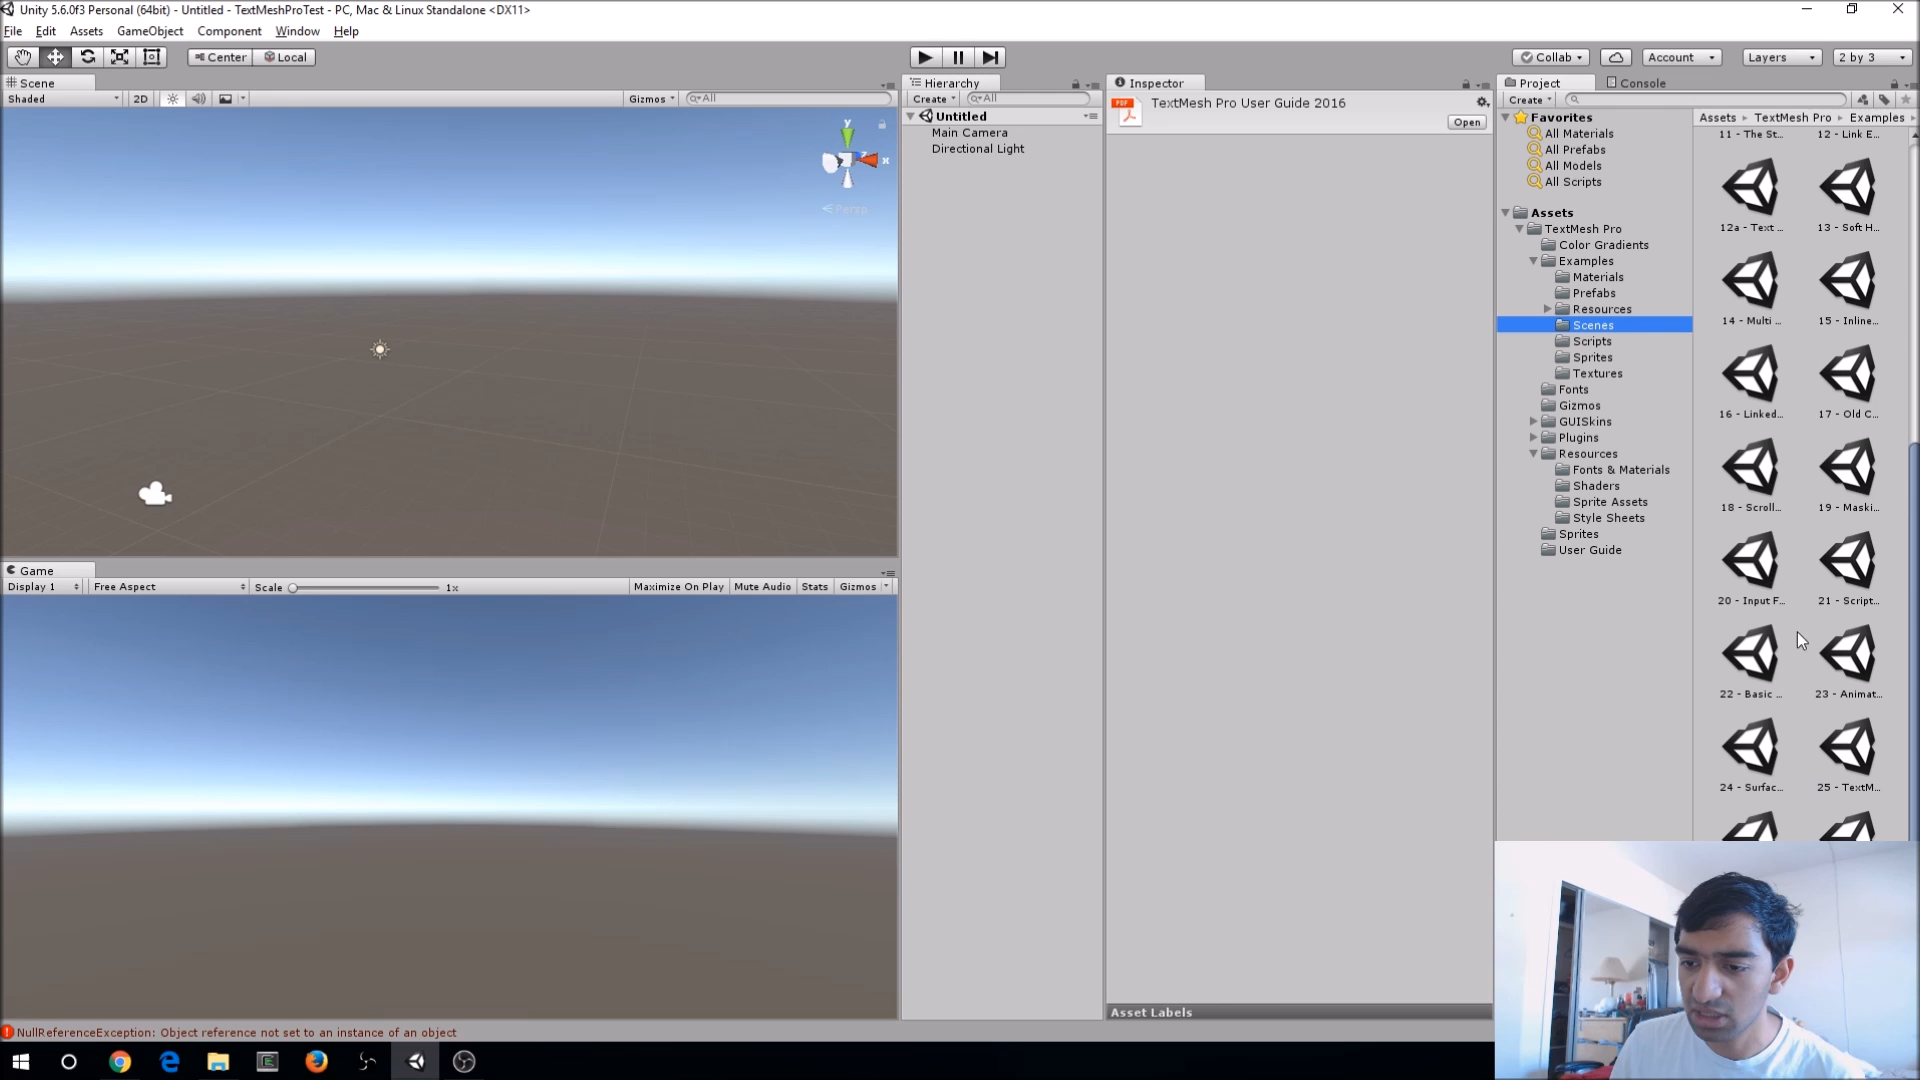 Unity 5.6.0f3 Personal (64bit) - Untitled - TextMeshProTest - PC, Mac & Linux Standalone <DX11>
File Edit Assets GameObject Component Window Help
Center Local Collab Account Layers 2 by 3
Scene
Shaded 2D Gizmos All
Persp
Game
Display 1 Free Aspect Scale 1x Maximize On Play Mute Audio Stats Gizmos
Hierarchy
Create All
Untitled
Main Camera
Directional Light
Inspector
PDF
TextMesh Pro User Guide 2016
Open
Asset Labels
Project Console
Create
Favorites
All Materials
All Prefabs
All Models
All Scripts
Assets
TextMesh Pro
Color Gradients
Examples
Materials
Prefabs
Resources
Scenes
Scripts
Sprites
Textures
Fonts
Gizmos
GUISkins
Plugins
Resources
Fonts & Materials
Shaders
Sprite Assets
Style Sheets
Sprites
User Guide
Assets TextMesh Pro Examples
11 - The St... 12 - Link E...
12a - Text ... 13 - Soft H...
14 - Multi ... 15 - Inline...
16 - Linked... 17 - Old C...
18 - Scroll... 19 - Maski...
20 - Input F... 21 - Script...
22 - Basic ... 23 - Animat...
24 - Surfac... 25 - TextM...
NullReferenceException: Object reference not set to an instance of an object